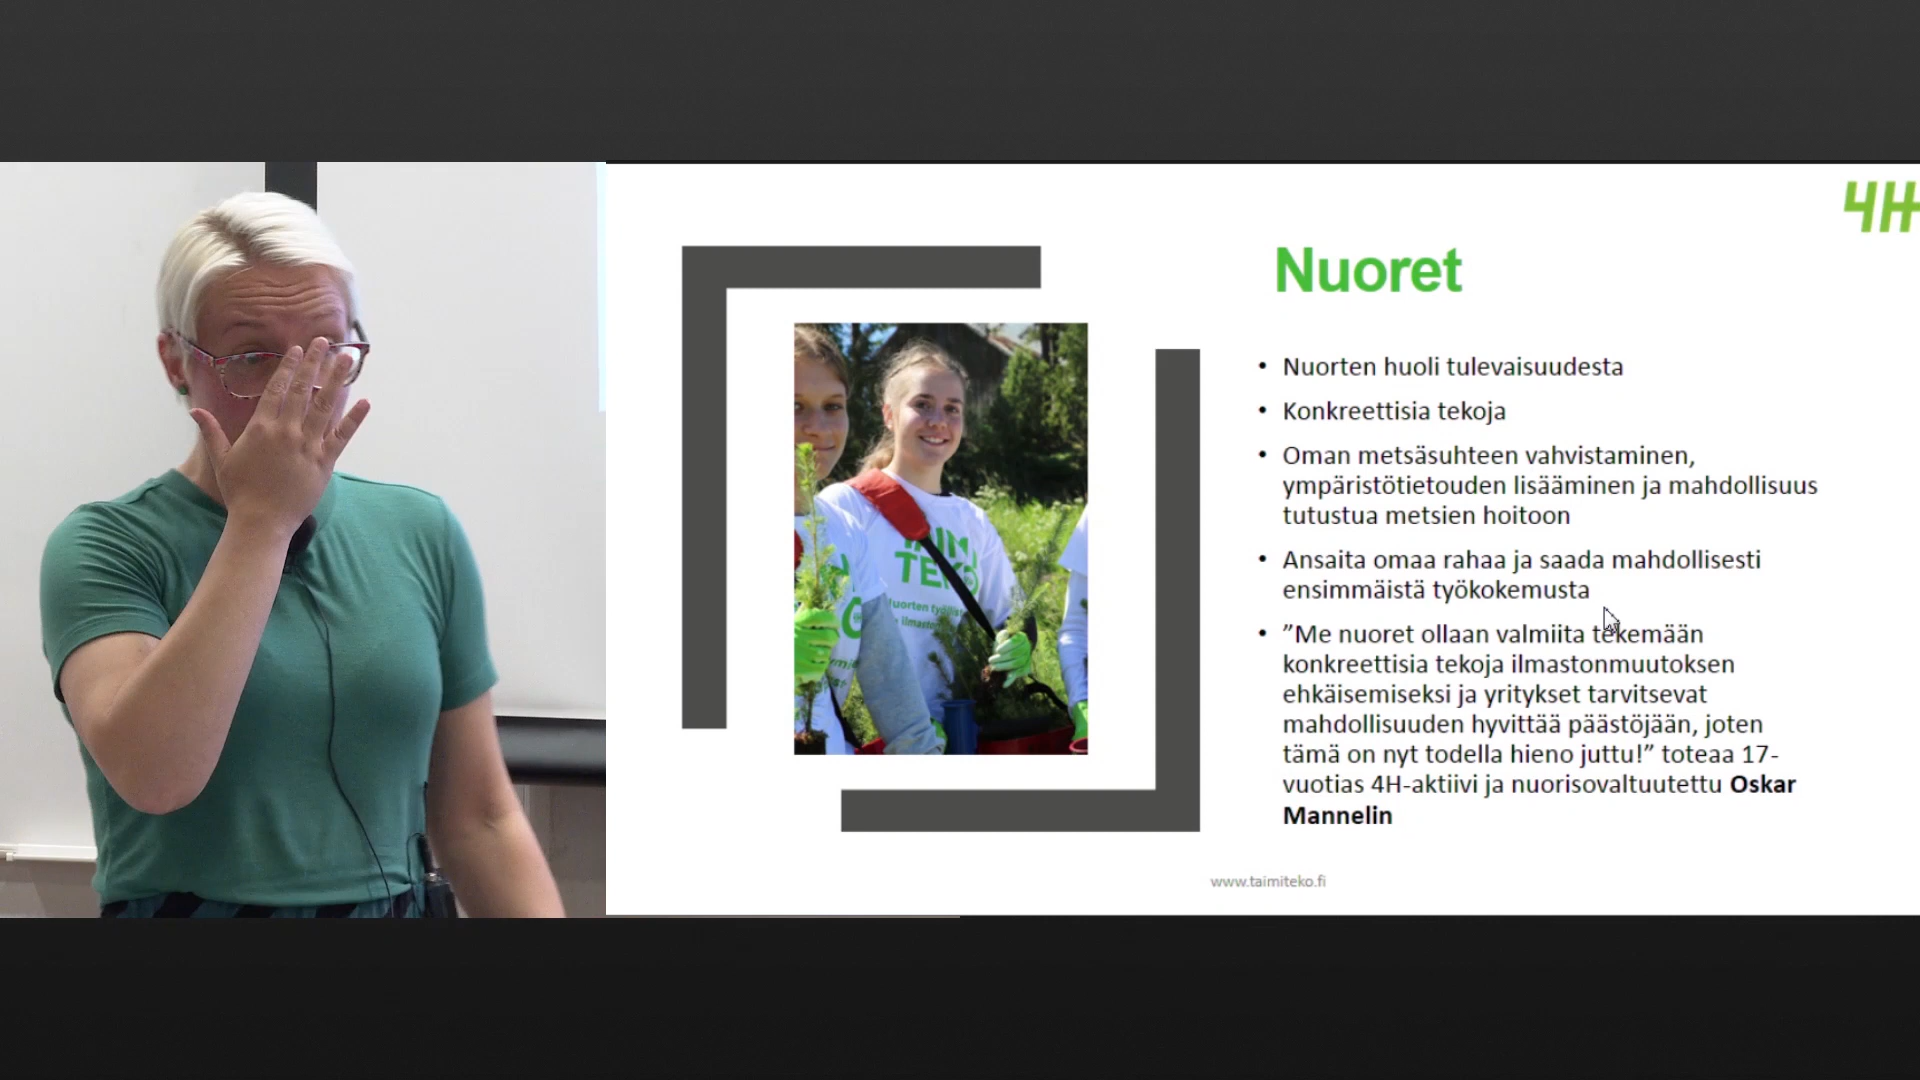 4H
Nuoret
• Nuorten huoli tulevaisuudesta
• Konkreettisia tekoja
• Oman metsäsuhteen vahvistaminen,
ympäristötietouden lisääminen ja mahdollisuus
tutustua metsien hoitoon
• Ansaita omaa rahaa ja saada mahdollisesti
ensimmäistä työkokemusta
• ”Me nuoret ollaan valmiita tekemään
konkreettisia tekoja ilmastonmuutoksen
ehkäisemiseksi ja yritykset tarvitsevat
mahdollisuuden hyvittää päästöjään, joten
tämä on nyt todella hieno juttu!” toteaa 17-
vuotias 4H-aktiivi ja nuorisovaltuutettu Oskar
Mannelin
www.taimiteko.fi